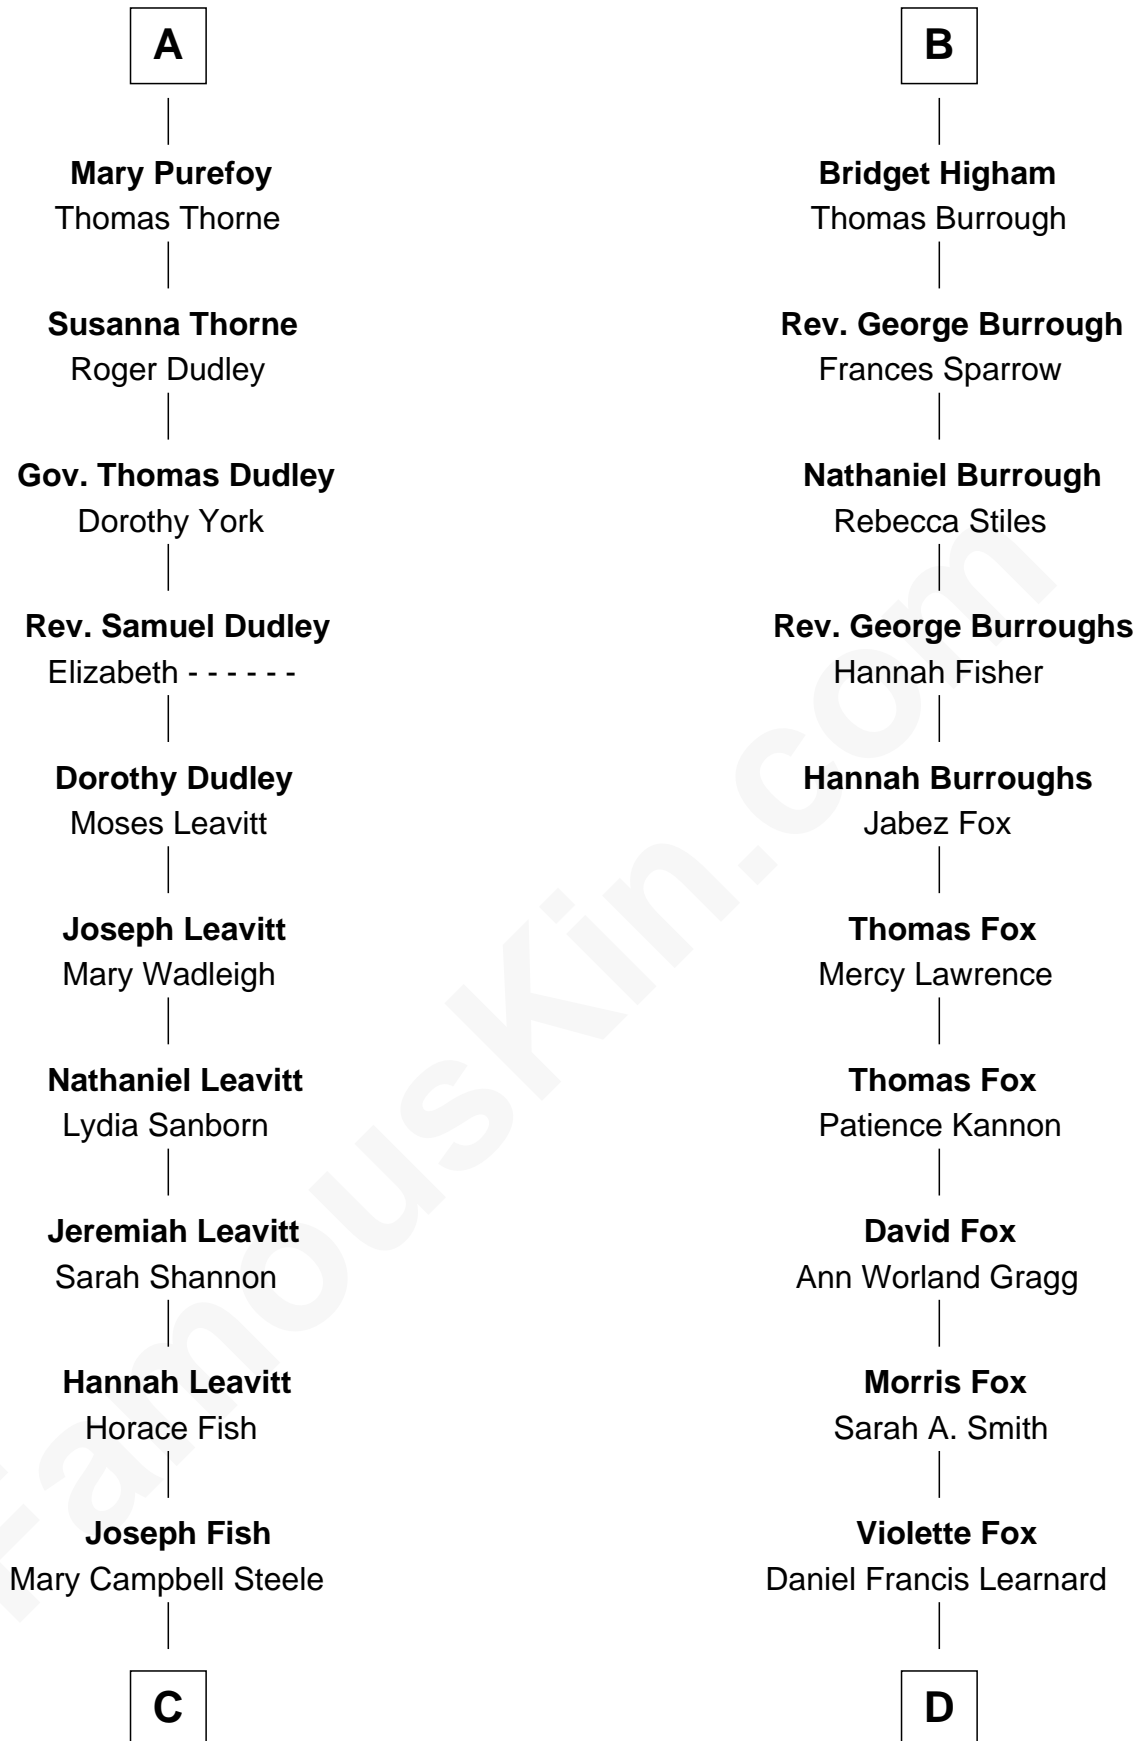 A
Mary Purefoy
Thomas Thorne
Susanna Thorne
Roger Dudley
Gov. Thomas Dudley
Dorothy York
Rev. Samuel Dudley
Elizabeth - - - - - -
Dorothy Dudley
Moses Leavitt
Joseph Leavitt
Mary Wadleigh
Nathaniel Leavitt
Lydia Sanborn
Jeremiah Leavitt
Sarah Shannon
Hannah Leavitt
Horace Fish
Joseph Fish
Mary Campbell Steele
C
B
Bridget Higham
Thomas Burrough
Rev. George Burrough
Frances Sparrow
Nathaniel Burrough
Rebecca Stiles
Rev. George Burroughs
Hannah Fisher
Hannah Burroughs
Jabez Fox
Thomas Fox
Mercy Lawrence
Thomas Fox
Patience Kannon
David Fox
Ann Worland Gragg
Morris Fox
Sarah A. Smith
Violette Fox
Daniel Francis Learnard
D
FamousKin.com